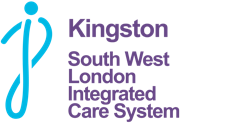 Kingston
South West
London
Integrated
Care System